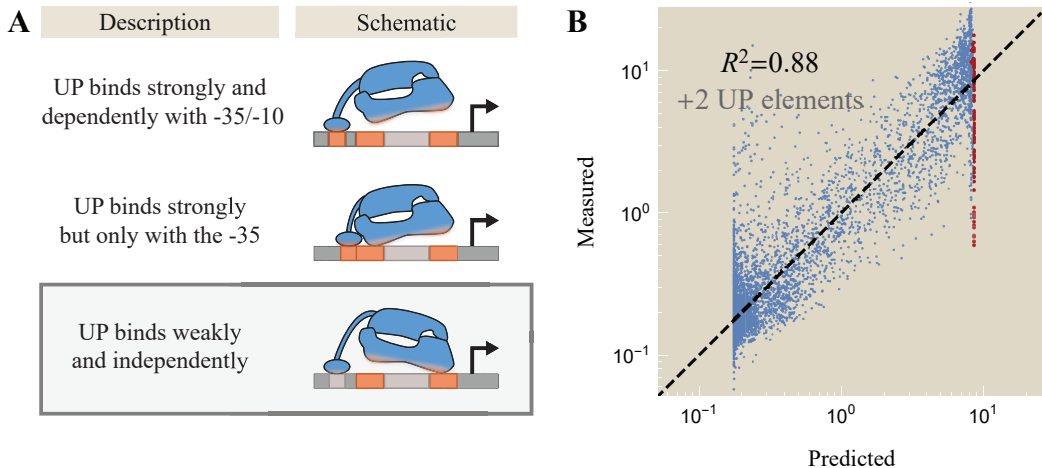 A
Description
Schematic
UP binds strongly and
dependently with -35/-10
UP binds strongly
but only with the -35
UP binds weakly
and independently
B
R²=0.88
+2 UP elements
Measured
10¹
10⁰
10⁻¹
10⁻¹
10⁰
10¹
Predicted